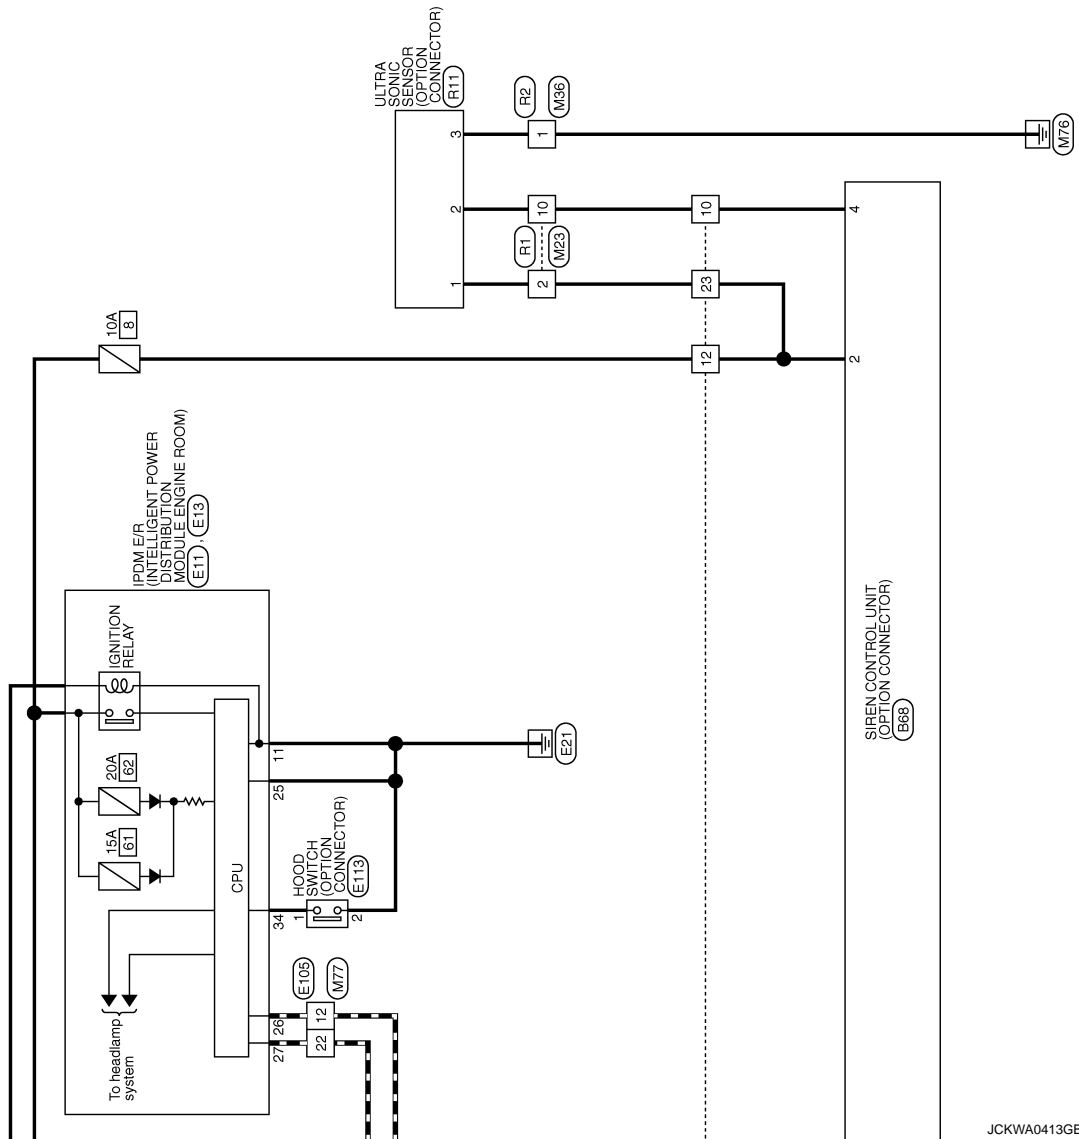 ULTRA
SONIC
SENSOR
(OPTION
CONNECTOR)
R11
3
2
1
R2
M36
1
M76
10
R1
M23
2
10
23
12
4
2
10A
8
IPDM E/R
(INTELLIGENT POWER
DISTRIBUTION
MODULE ENGINE ROOM)
E11 , E13
IGNITION
RELAY
20A
62
15A
61
CPU
11
25
34
26
27
E21
HOOD
SWITCH
(OPTION
CONNECTOR)
E113
1
2
E105
M77
12
22
To headlamp
system
SIREN CONTROL UNIT
(OPTION CONNECTOR)
B68
JCKWA0413GE